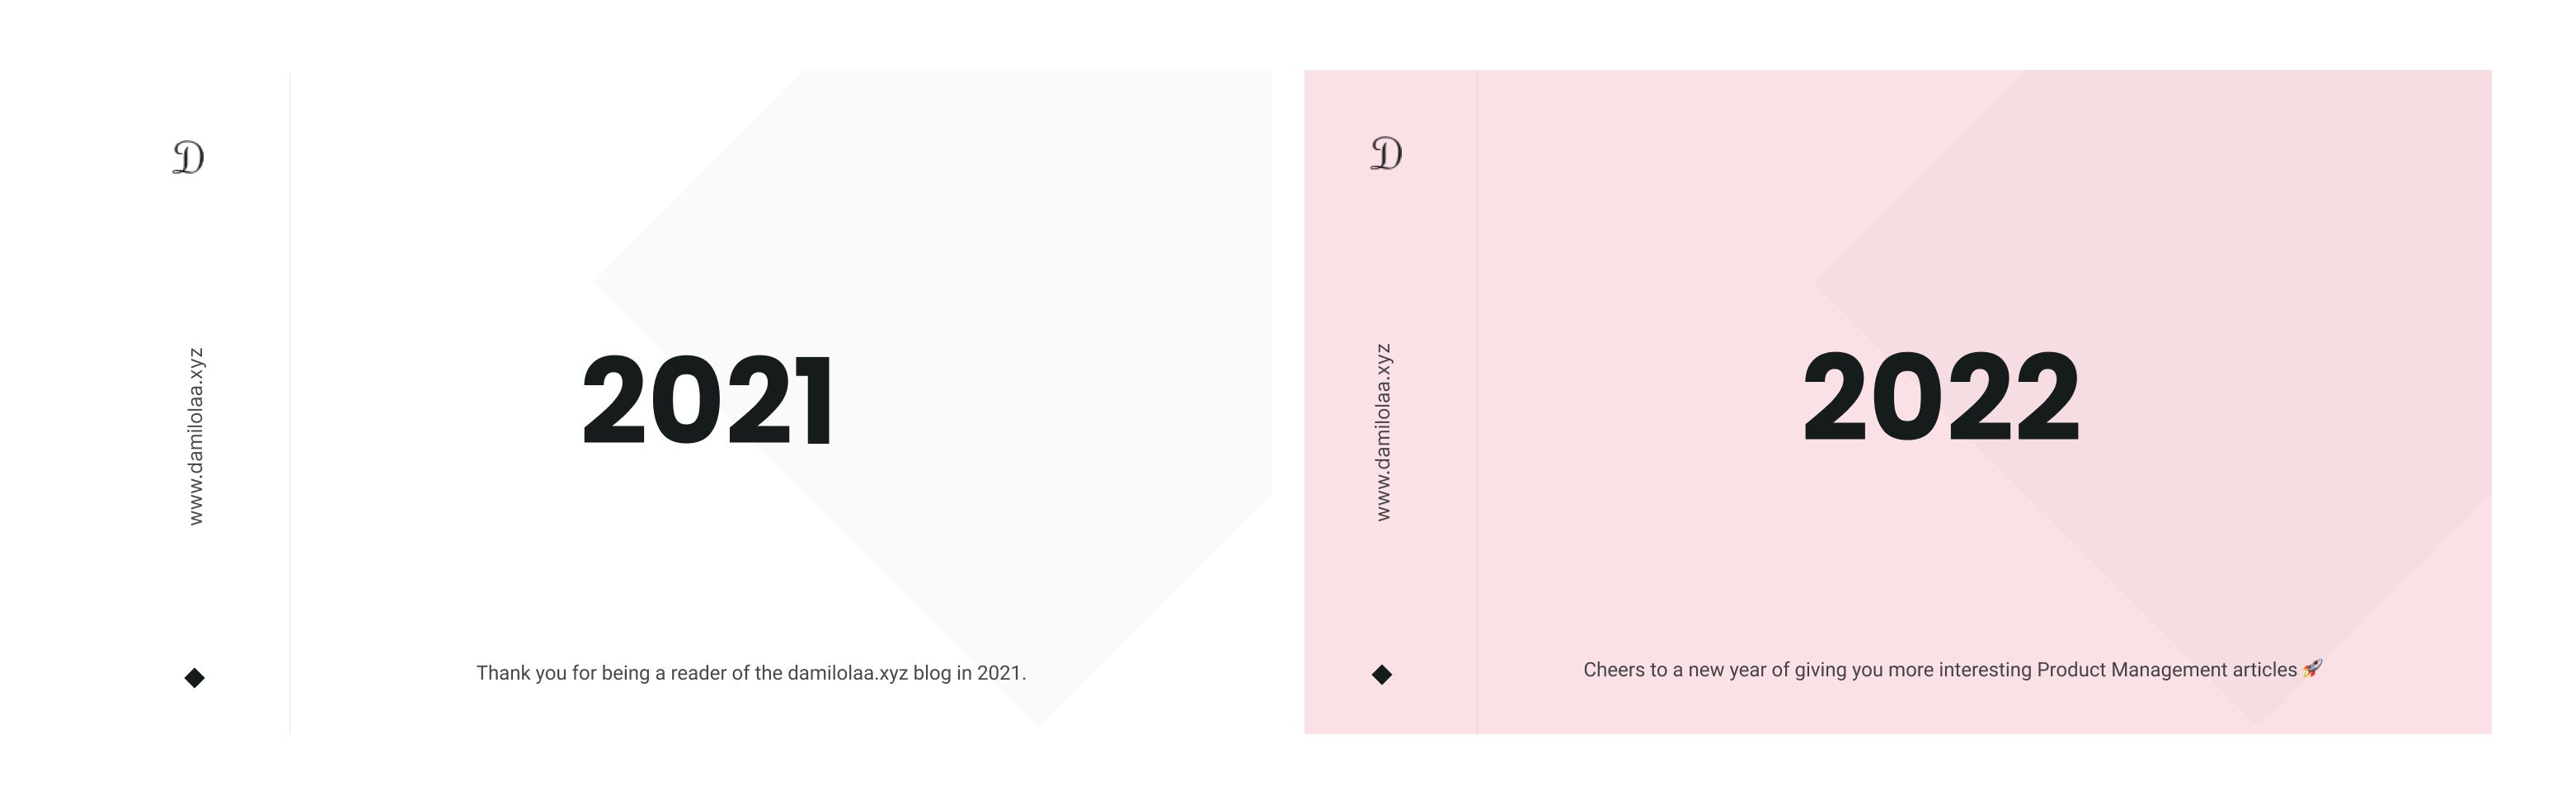 D
www.damilolaa.xyz
2021
Thank you for being a reader of the damilolaa.xyz blog in 2021.
D
www.damilolaa.xyz
2022
Cheers to a new year of giving you more interesting Product Management articles 🚀